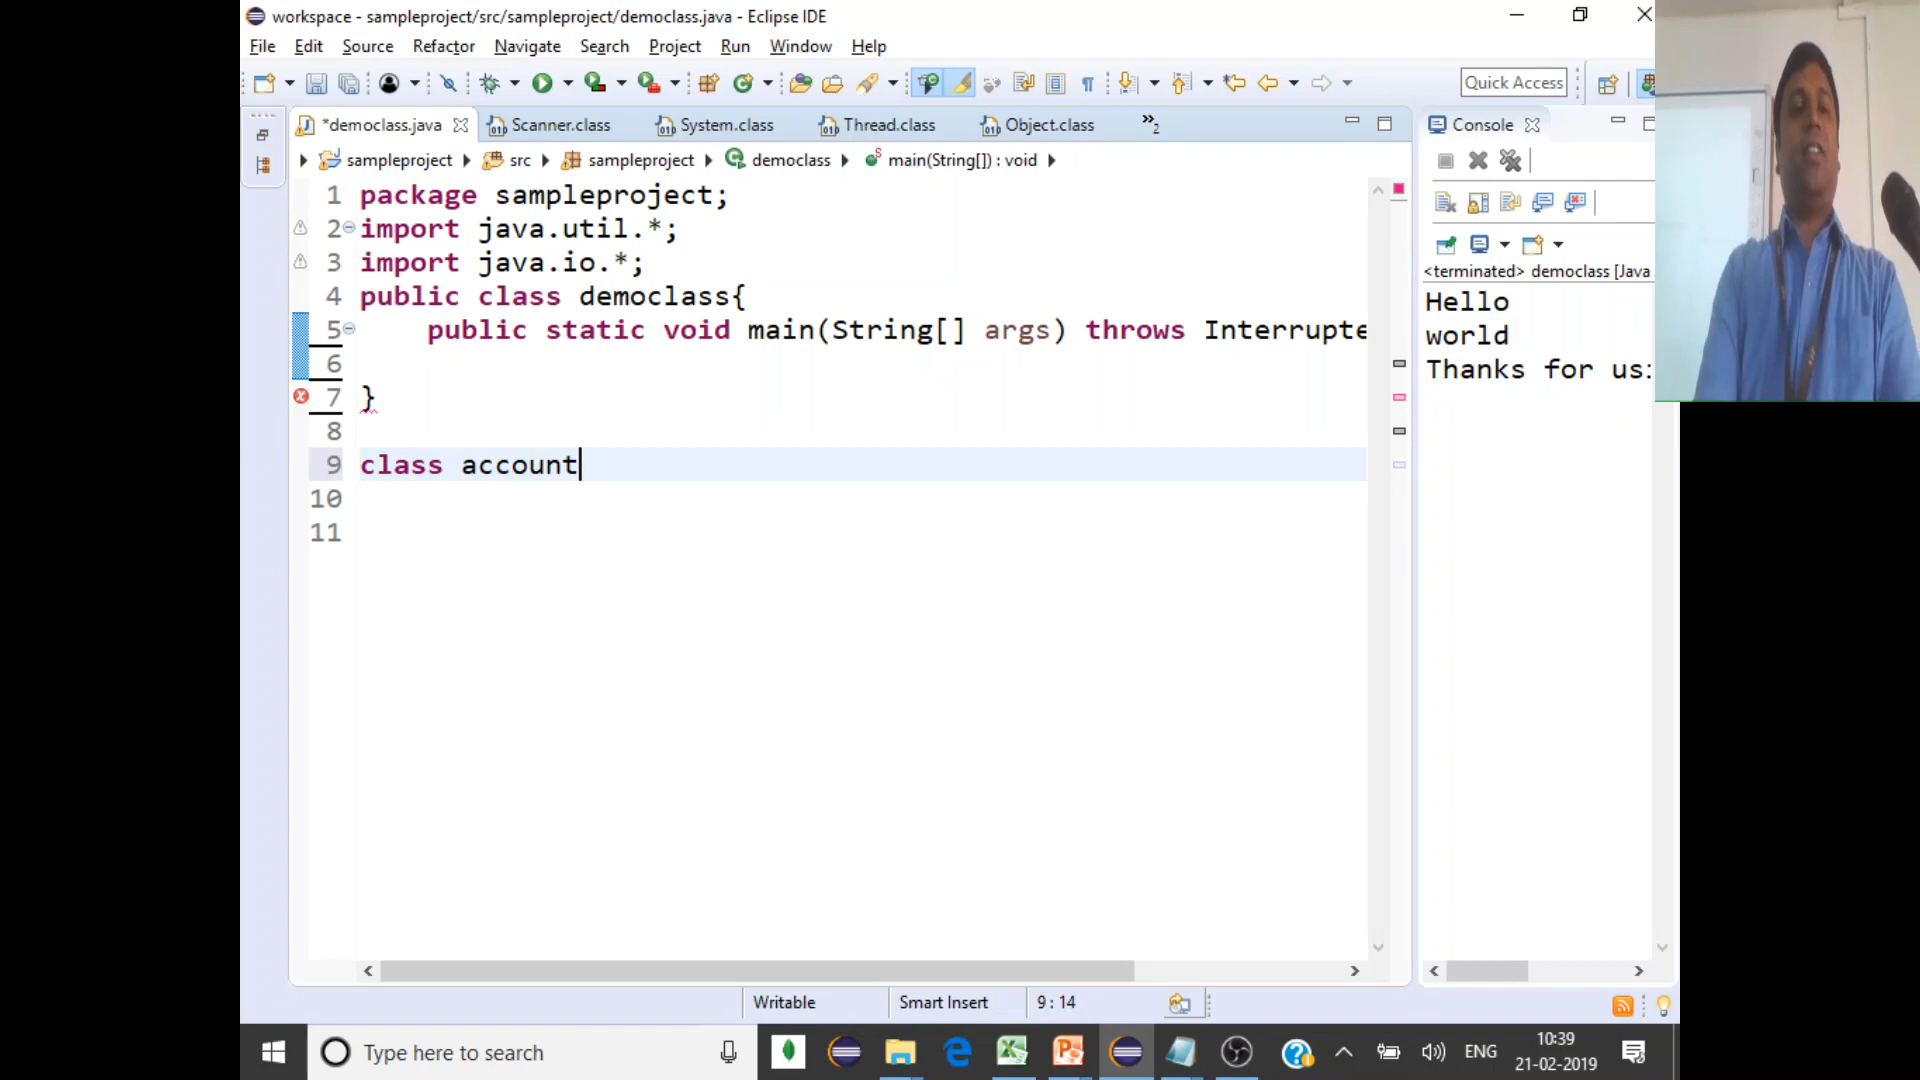 workspace - sampleproject/src/sampleproject/democlass.java - Eclipse IDE
File Edit Source Refactor Navigate Search Project Run Window Help
Quick Access
*democlass.java Scanner.class System.class Thread.class Object.class »2
Console
sampleproject src sampleproject democlass main(String[]) : void
1 package sampleproject;
2 import java.util.*;
3 import java.io.*;
4 public class democlass{
5 public static void main(String[] args) throws Interrupte
6
7 }
8
9 class account
10
11
<terminated> democlass [Java
Hello
world
Thanks for us
Writable Smart Insert 9 : 14
Type here to search
ENG
10:39
21-02-2019